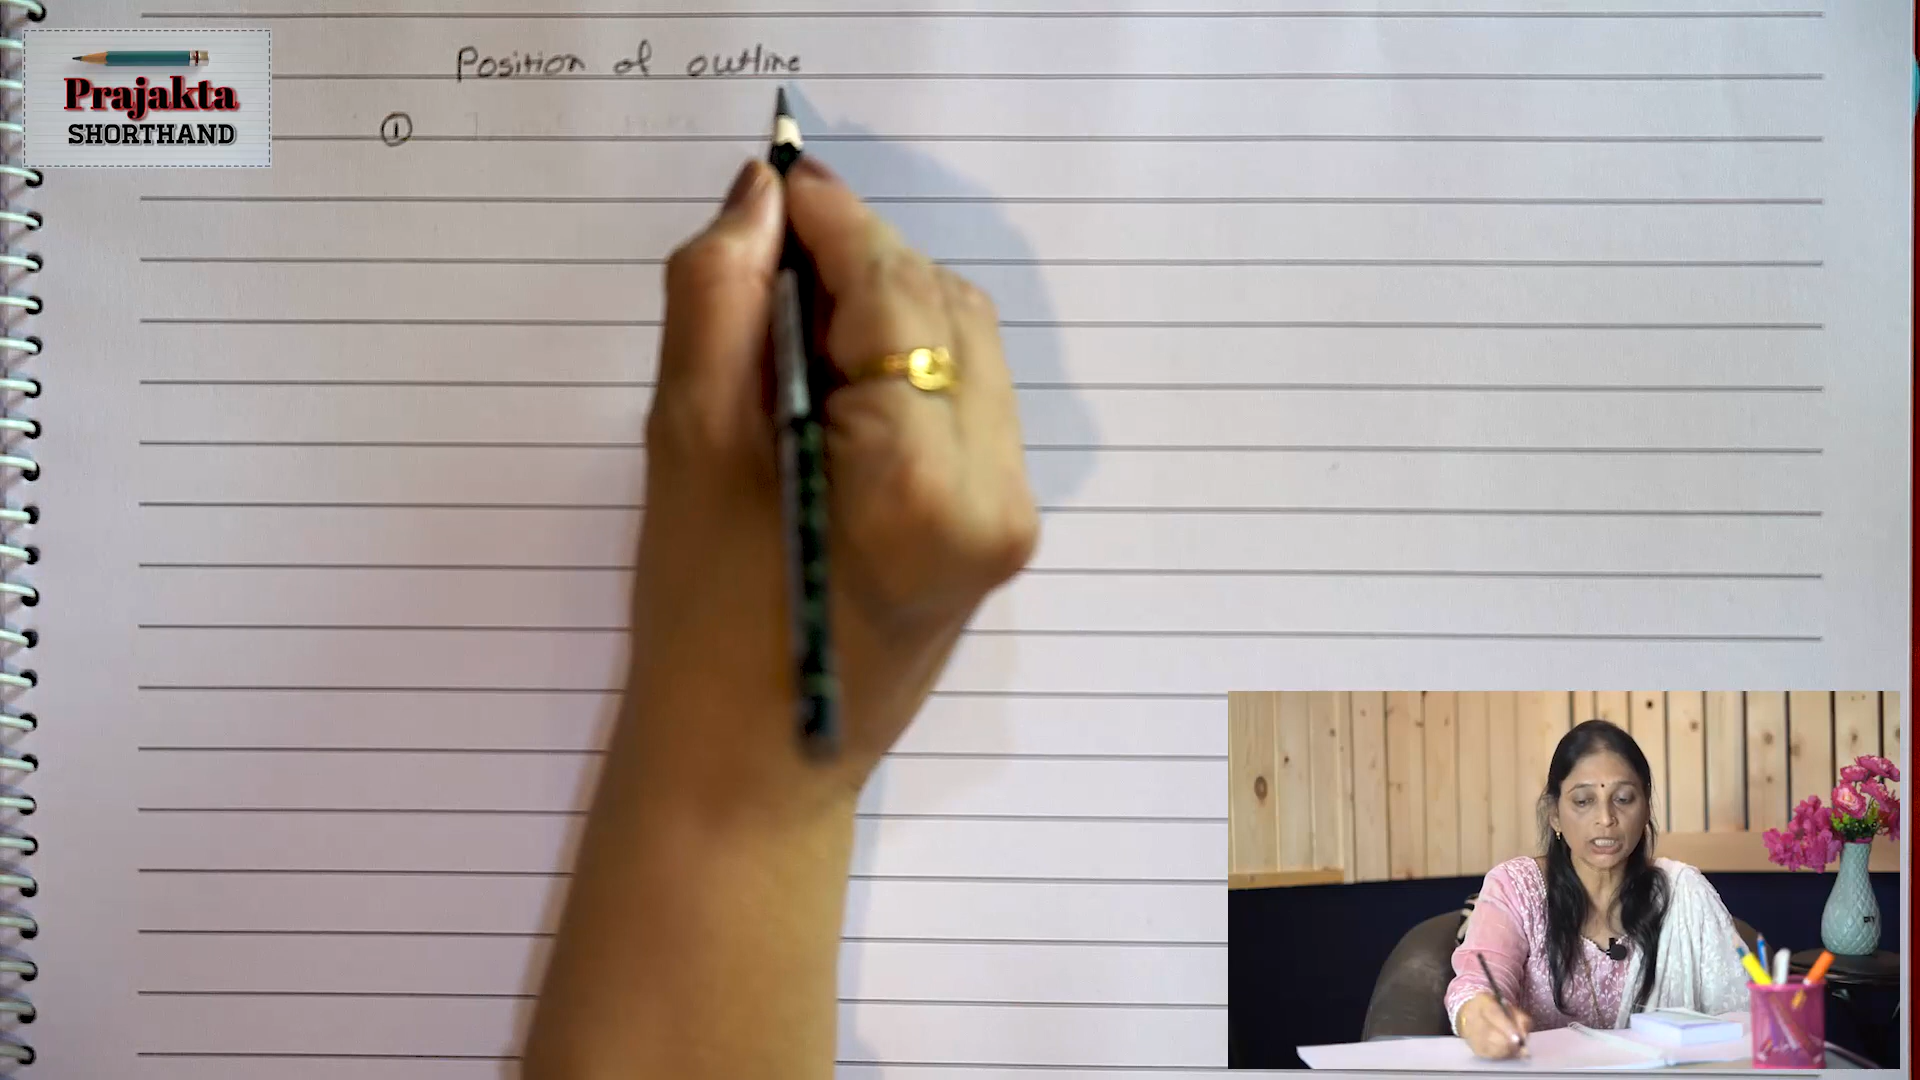 Prajakta
SHORTHAND
Position of outline
①